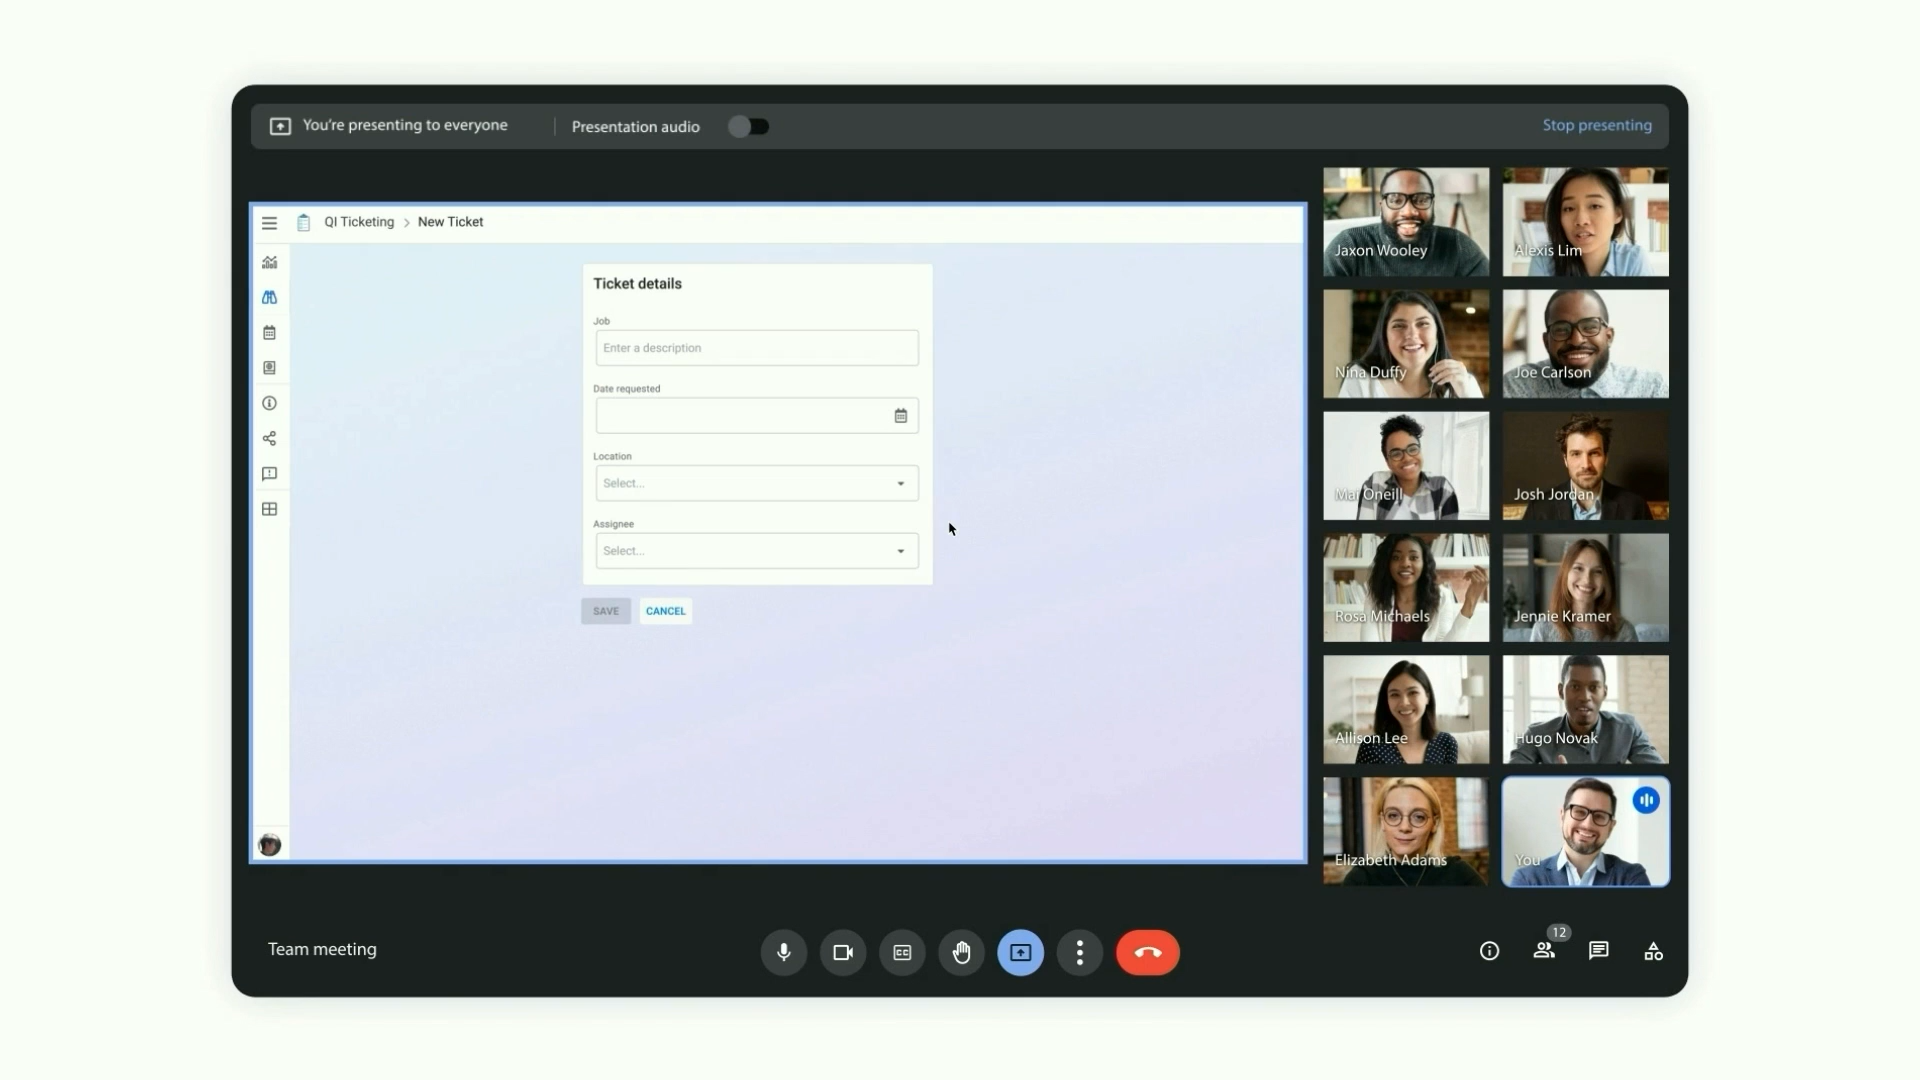 You're presenting to everyone
Presentation audio
Stop presenting
QI Ticketing > New Ticket
Ticket details
Job
Enter a description
Date requested
Location
Select...
Assignee
Select...
SAVE
CANCEL
Jaxon Wooley
Alexis Lim
Nina Duffy
Joe Carlson
Mai Oneill
Josh Jordan
Rosa Michaels
Jennie Kramer
Allison Lee
Hugo Novak
Elizabeth Adams
You
Team meeting
CC
12